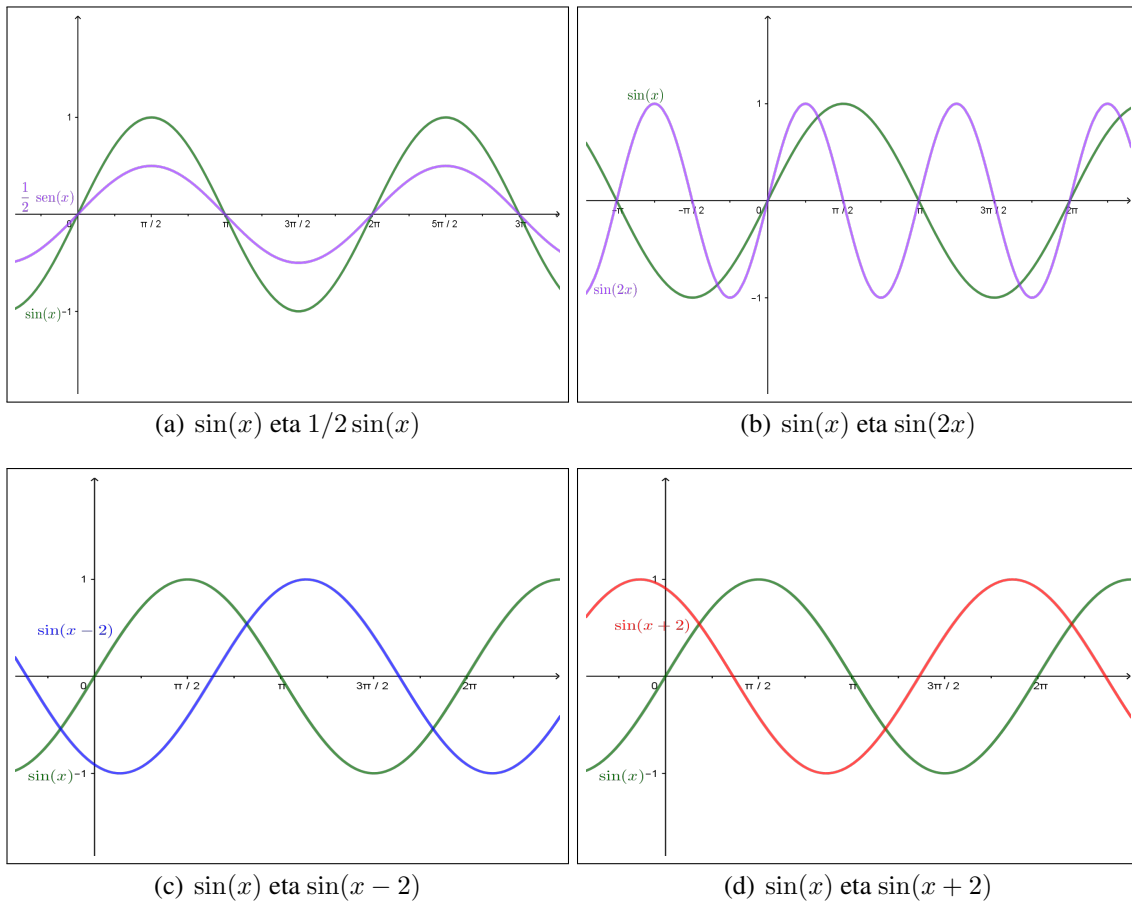 1
1/2 sen(x)
0 π / 2 π 3π / 2 2π 5π / 2 3π
sin(x) −1
(a) sin(x) eta 1/2 sin(x)
sin(x)
1
−π −π / 2 0 π / 2 π 3π / 2 2π
sin(2x)
−1
(b) sin(x) eta sin(2x)
1
sin(x − 2)
0 π / 2 π 3π / 2 2π
sin(x) −1
(c) sin(x) eta sin(x − 2)
1
sin(x + 2)
0 π / 2 π 3π / 2 2π
sin(x) −1
(d) sin(x) eta sin(x + 2)